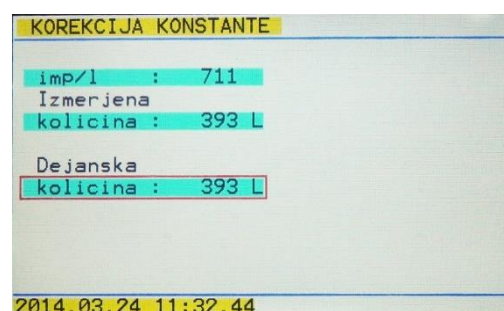 KOREKCIJA KONSTANTE
imp/l : 711
Izmerjena
kolicina : 393 L
Dejanska
kolicina : 393 L
2014.03.24 11:32.44